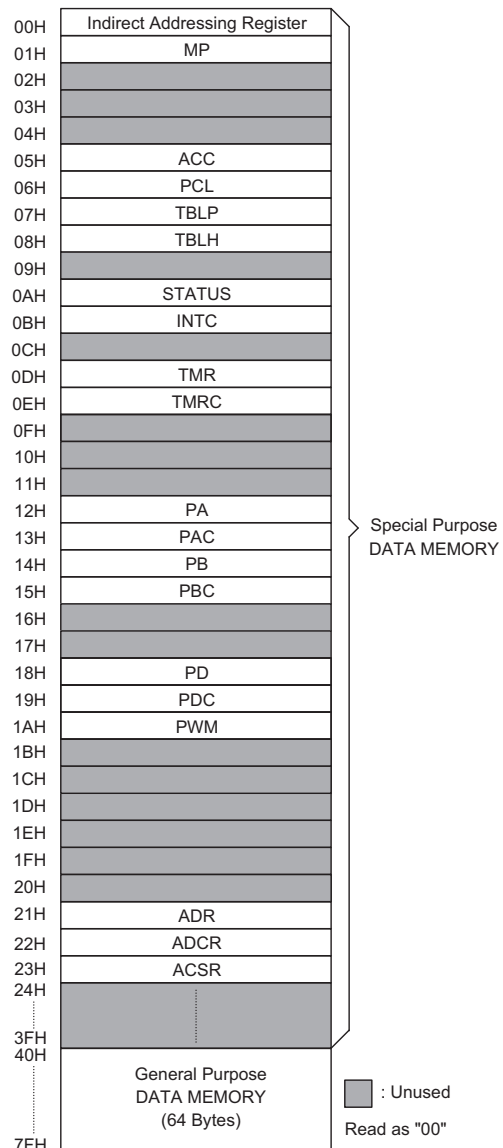 00H Indirect Addressing Register
01H MP
02H
03H
04H
05H ACC
06H PCL
07H TBLP
08H TBLH
09H
0AH STATUS
0BH INTC
0CH
0DH TMR
0EH TMRC
0FH
10H
11H
12H PA
13H PAC
14H PB
15H PBC
16H
17H
18H PD
19H PDC
1AH PWM
1BH
1CH
1DH
1EH
1FH
20H
21H ADR
22H ADCR
23H ACSR
24H
3FH
40H
General Purpose
DATA MEMORY
(64 Bytes)
7FH
Special Purpose
DATA MEMORY
: Unused
Read as "00"